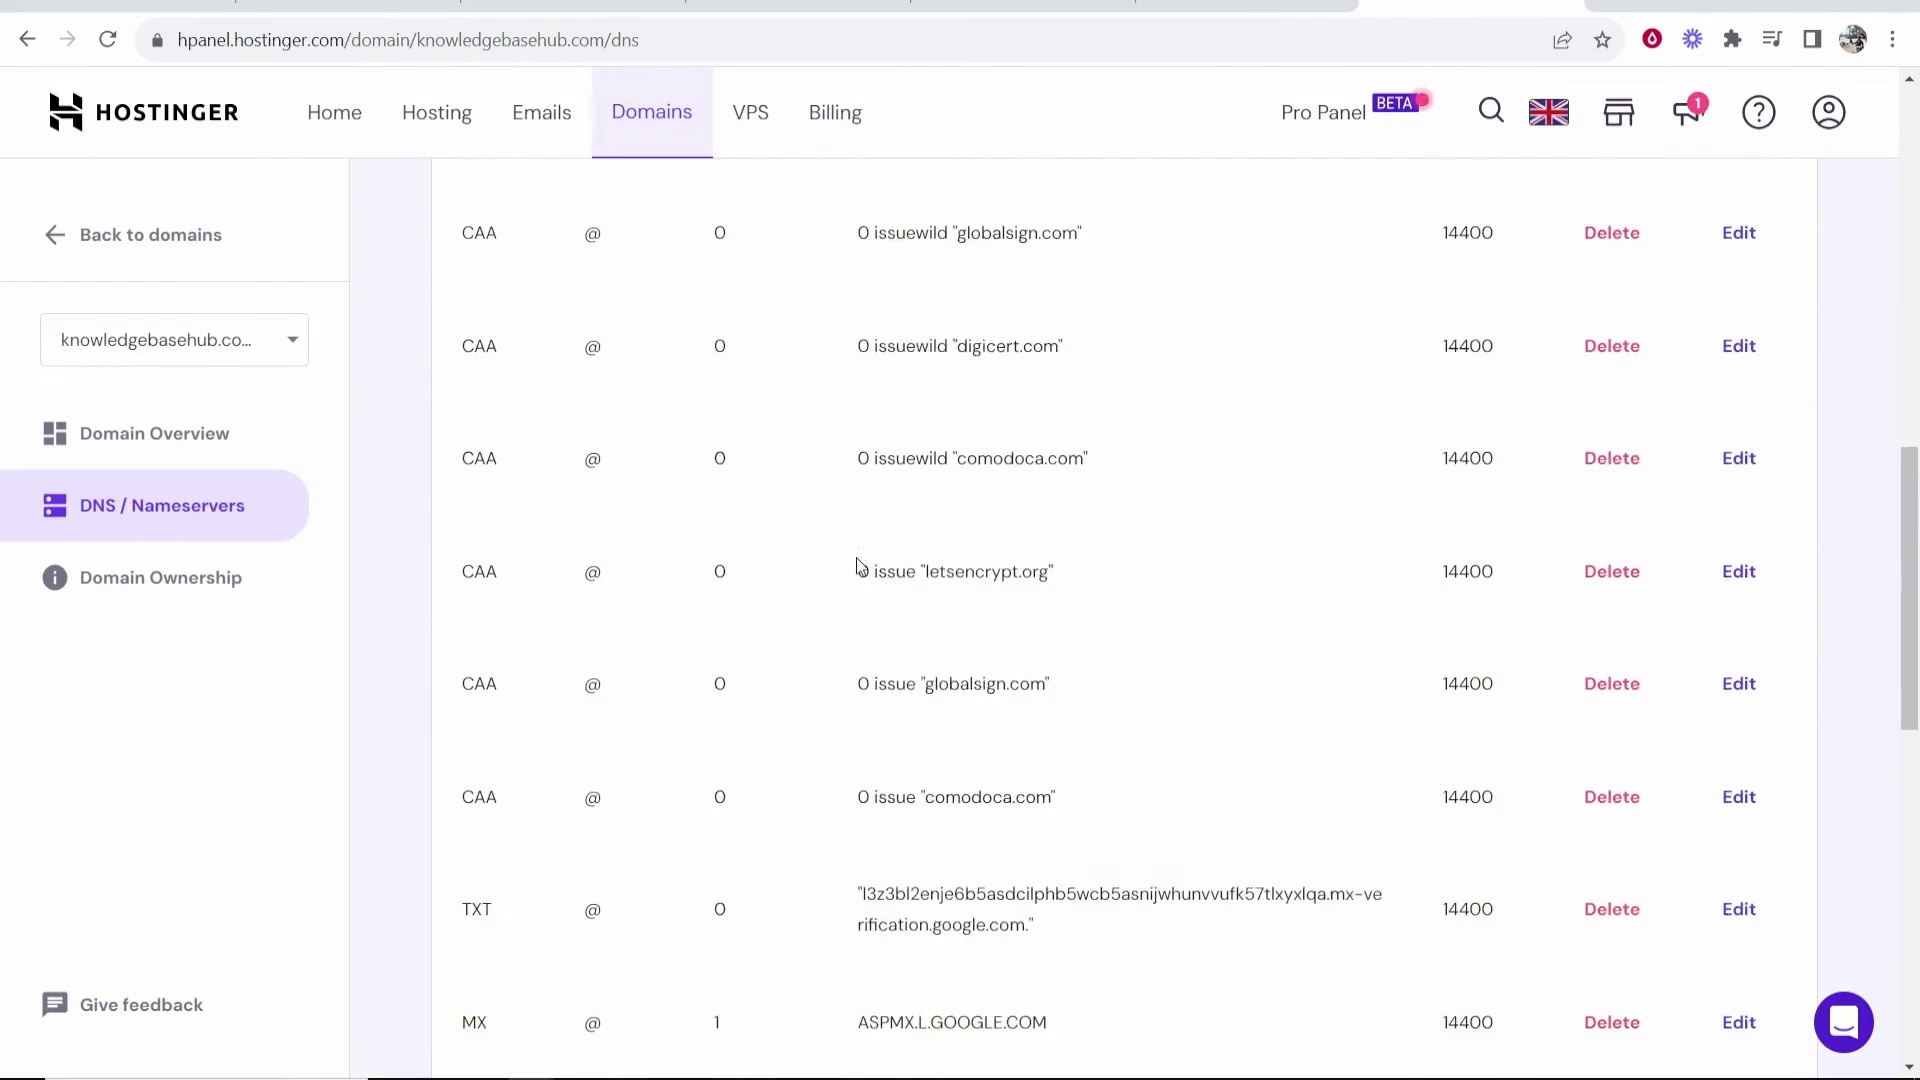 hpanel.hostinger.com/domain/knowledgebasehub.com/dns
HOSTINGER
Home
Hosting
Emails
Domains
VPS
Billing
Pro Panel
BETA
1
Back to domains
knowledgebasehub.co...
Domain Overview
DNS / Nameservers
Domain Ownership
Give feedback
CAA @ 0 0 issuewild "globalsign.com" 14400 Delete Edit
CAA @ 0 0 issuewild "digicert.com" 14400 Delete Edit
CAA @ 0 0 issuewild "comodoca.com" 14400 Delete Edit
CAA @ 0 0 issue "letsencrypt.org" 14400 Delete Edit
CAA @ 0 0 issue "globalsign.com" 14400 Delete Edit
CAA @ 0 0 issue "comodoca.com" 14400 Delete Edit
TXT @ 0 "l3z3bl2enje6b5asdcilphb5wcb5asnijwhunvvufk57tlxyxlqa.mx-ve 14400 Delete Edit
rification.google.com."
MX @ 1 ASPMX.L.GOOGLE.COM 14400 Delete Edit